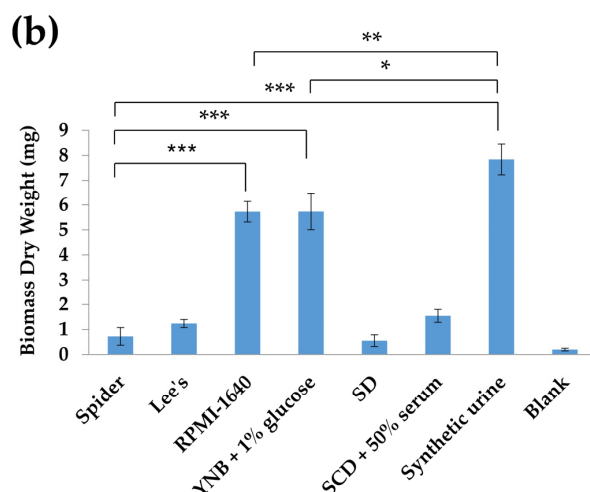 (b)
**
*
***
***
***
Biomass Dry Weight (mg)
9
8
7
6
5
4
3
2
1
0
Spider
Lee's
RPMI-1640
YNB + 1% glucose
SD
SCD + 50% serum
Synthetic urine
Blank